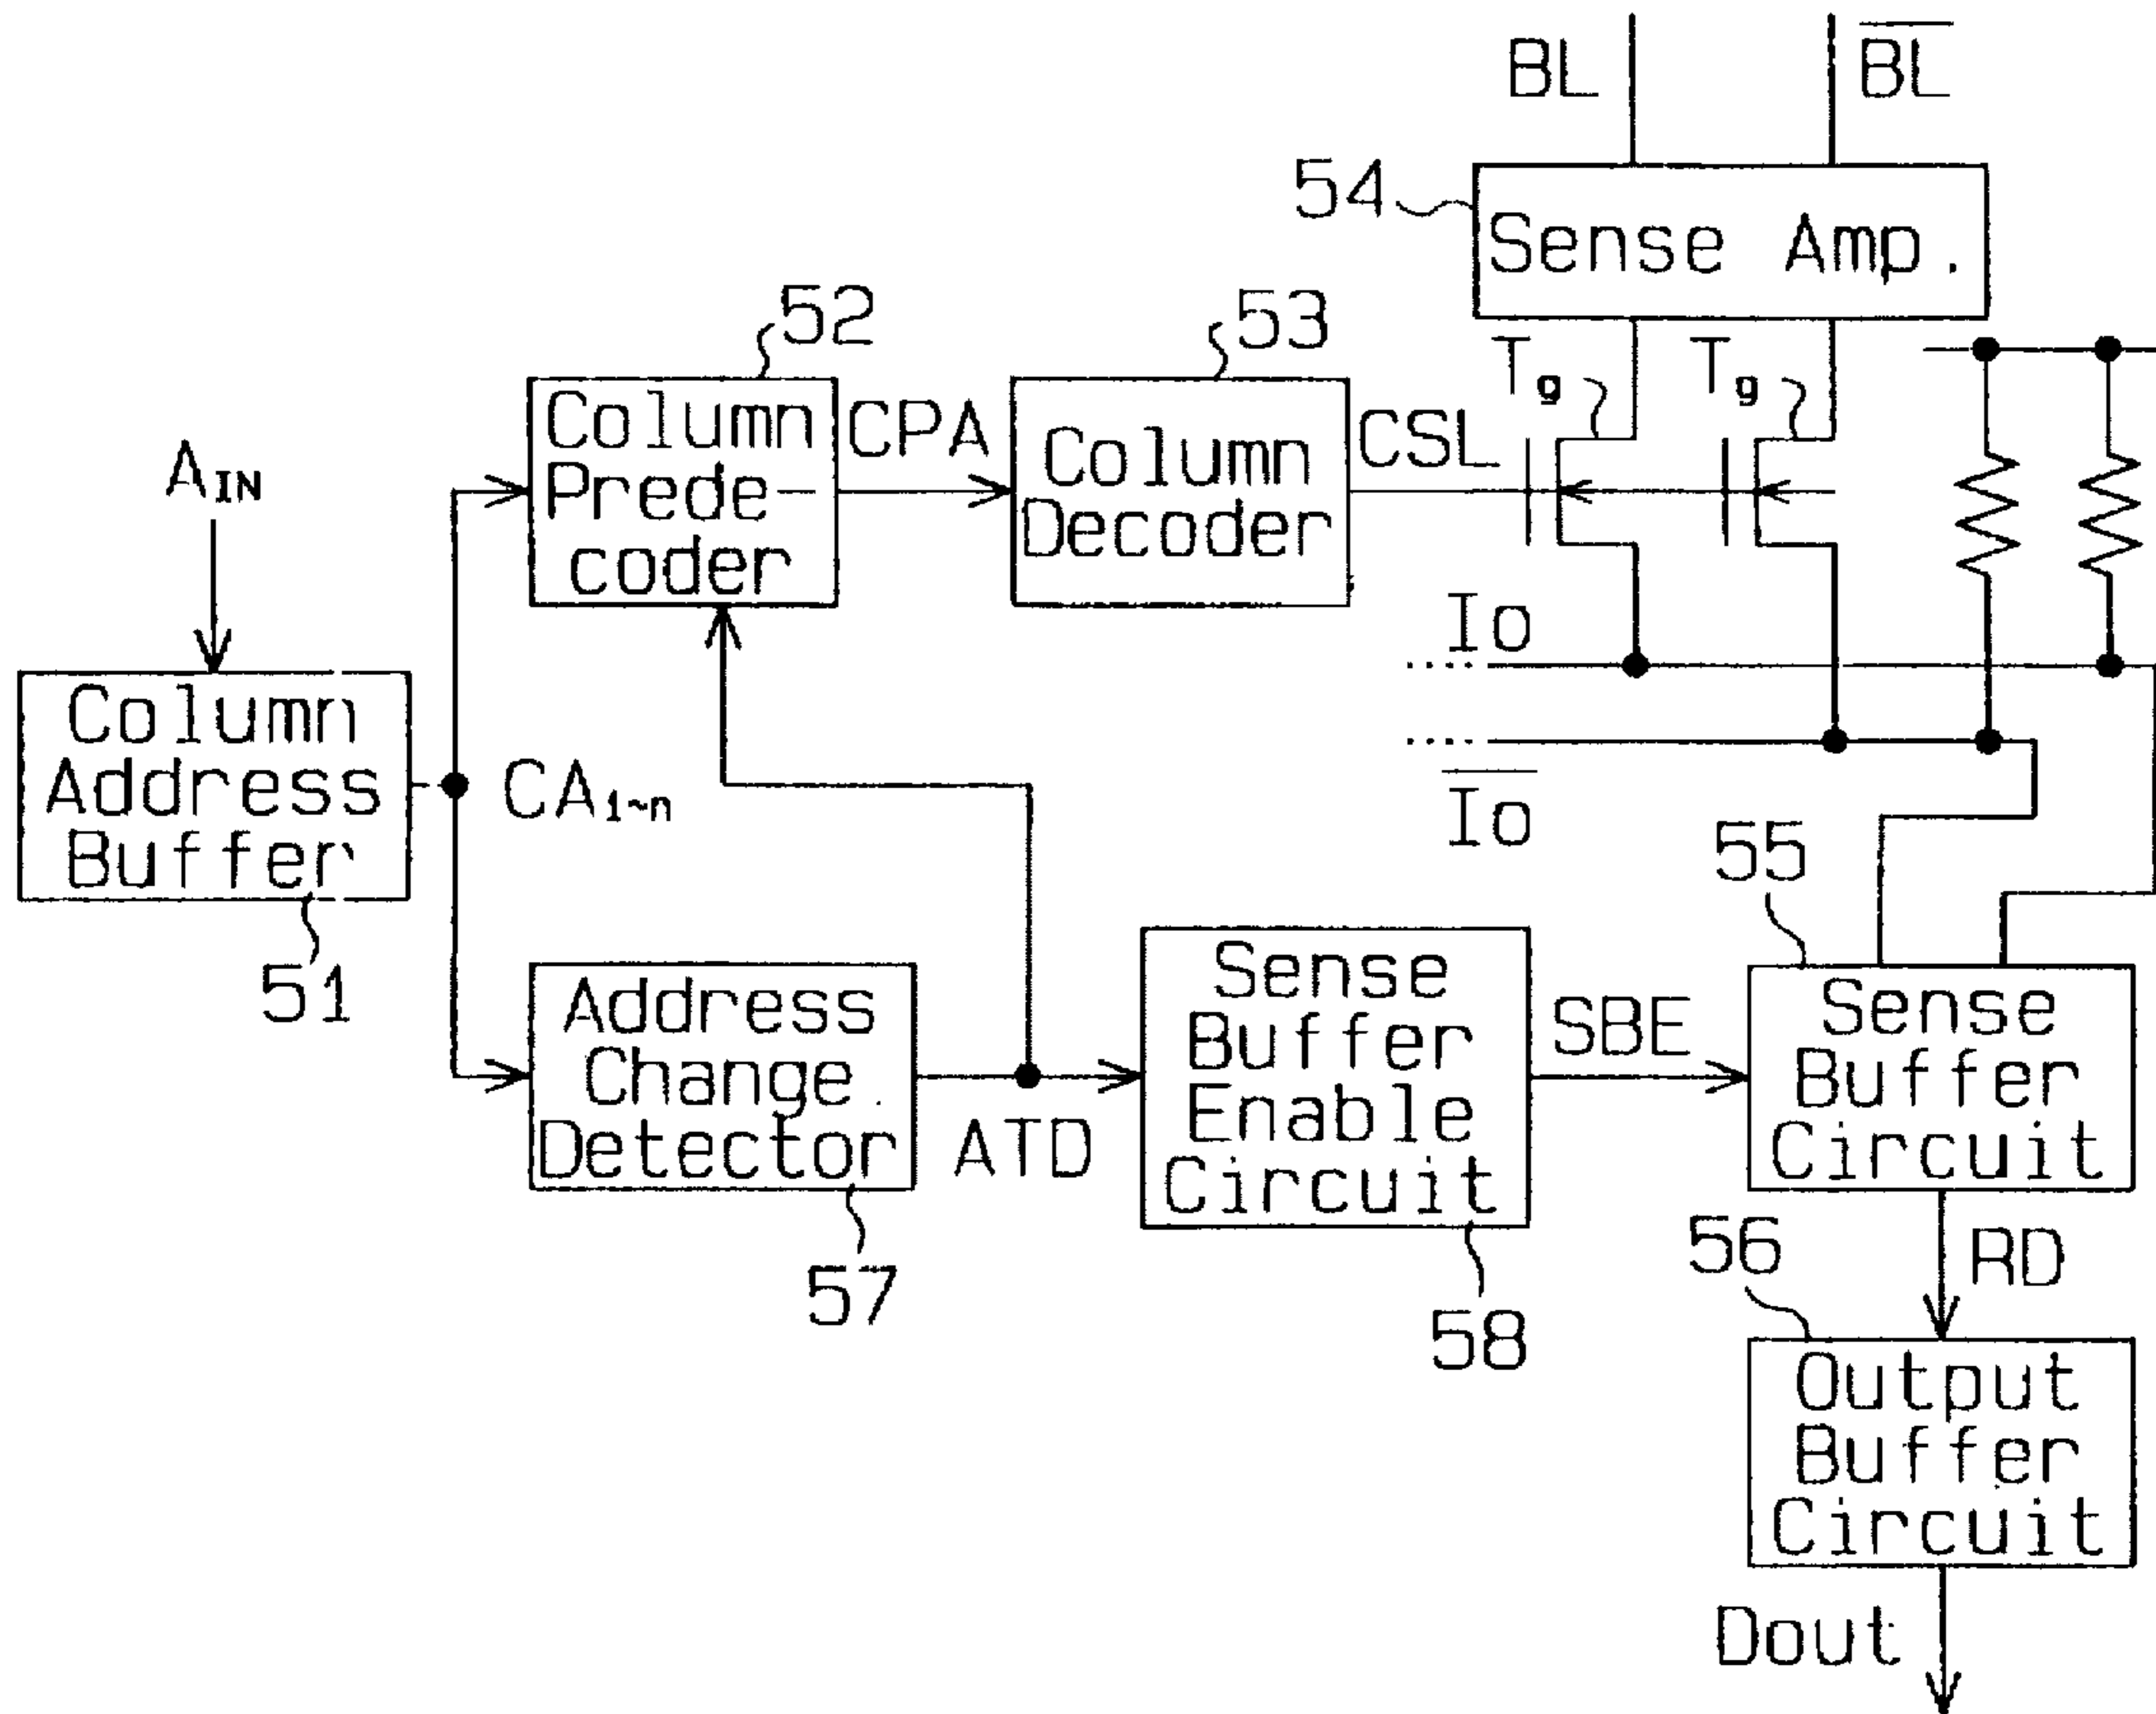 BL
B̅L̅
54
Sense Amp.
52
53
Tg
Tg
Column
Prede-
coder
CPA
Column
Decoder
CSL
AIN
Io
I̅o̅
Column
Address
Buffer
CA1~n
51
55
Address
Change
Detector
ATD
57
Sense
Buffer
Enable
Circuit
58
SBE
Sense
Buffer
Circuit
RD
56
Output
Buffer
Circuit
Dout